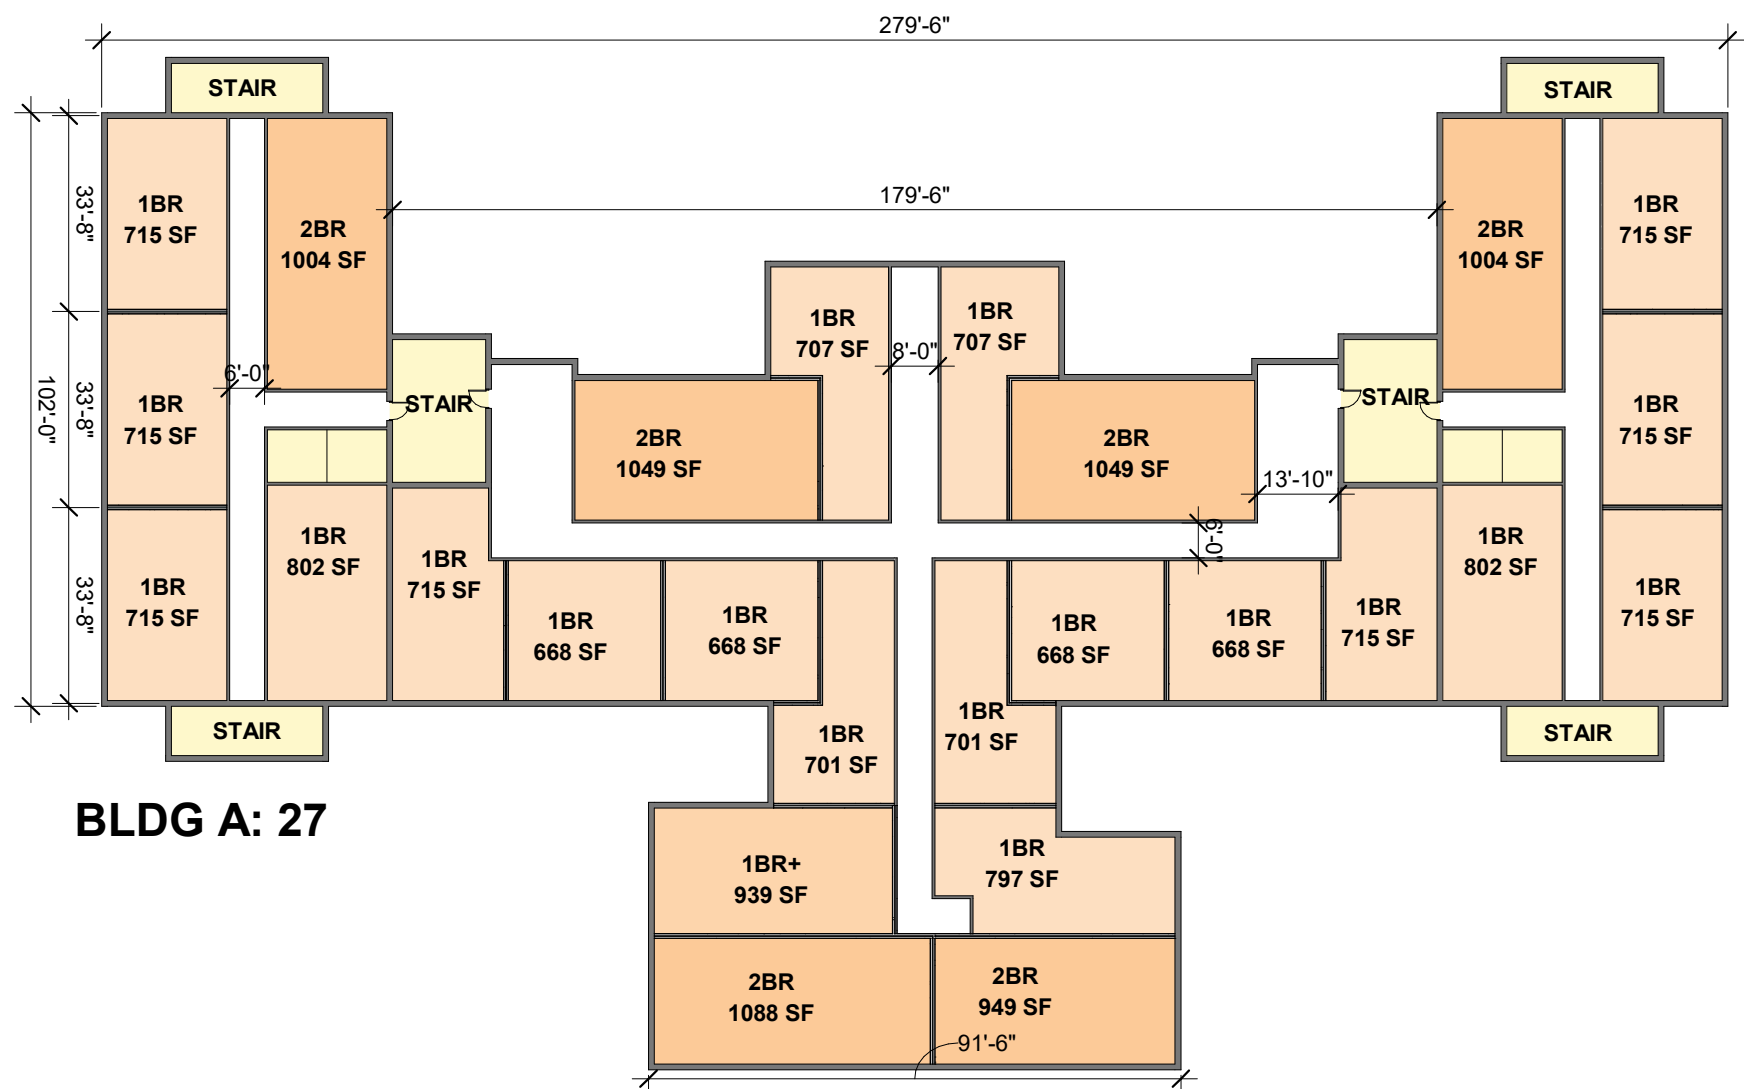 279'-6"
STAIR
STAIR
33'-8"
1BR
715 SF
2BR
1004 SF
179'-6"
2BR
1004 SF
1BR
715 SF
1BR
707 SF
8'-0"
1BR
707 SF
102'-0"
33'-8"
6'-0"
1BR
715 SF
STAIR
2BR
1049 SF
2BR
1049 SF
STAIR
1BR
715 SF
13'-10"
6'-0"
33'-8"
1BR
715 SF
1BR
802 SF
1BR
715 SF
1BR
668 SF
1BR
668 SF
1BR
668 SF
1BR
668 SF
1BR
715 SF
1BR
802 SF
1BR
715 SF
STAIR
1BR
701 SF
1BR
701 SF
STAIR
BLDG A: 27
1BR+
939 SF
1BR
797 SF
2BR
1088 SF
2BR
949 SF
91'-6"